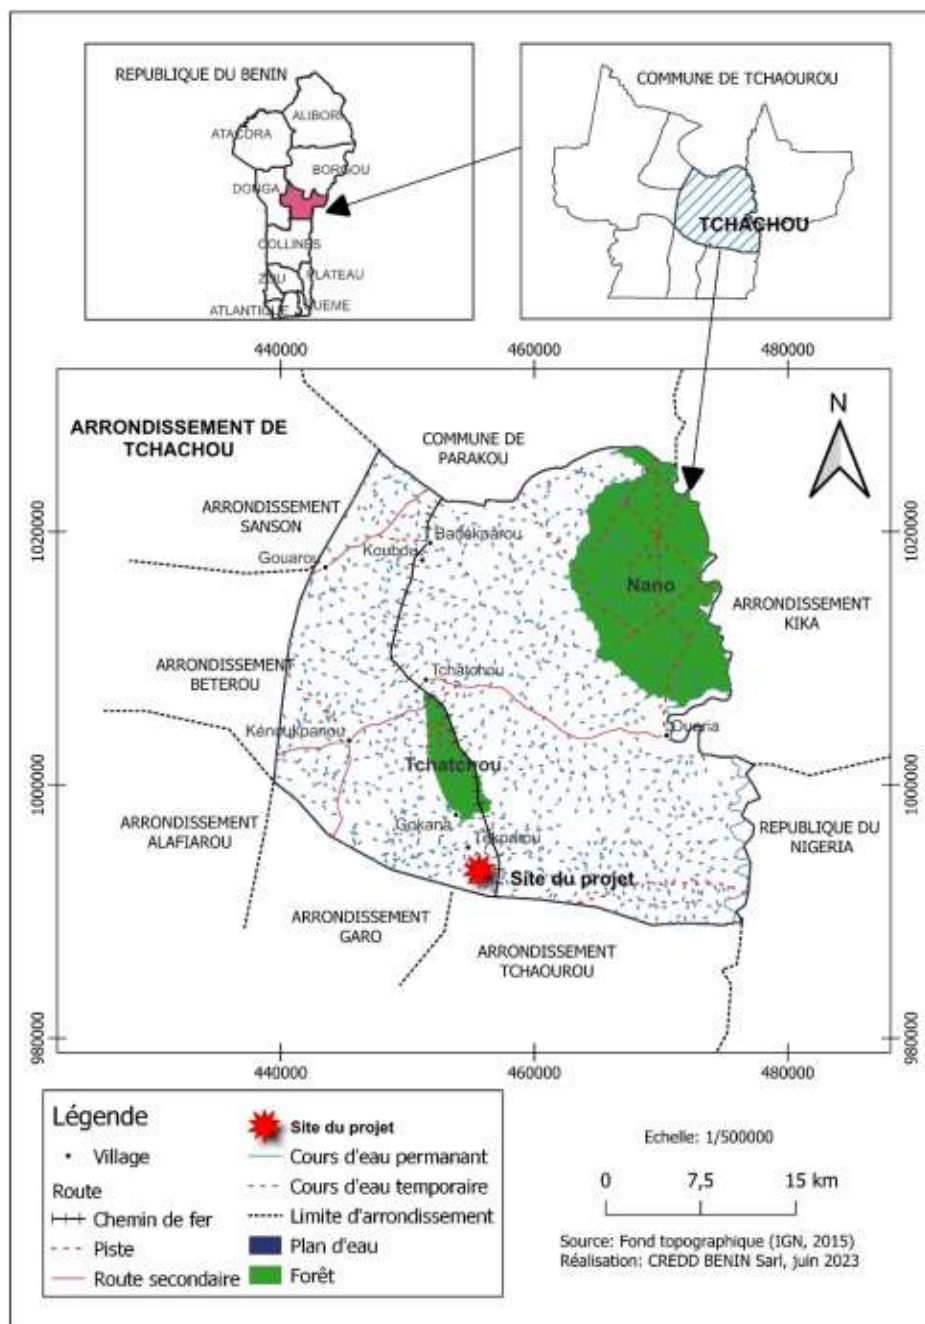 REPUBLIQUE DU BENIN
ALIBORI
ATACORA
BORGOU
DONGA
COLLINES
ZOU
PLATEAU
ATLANTIQUE
OUEME
COMMUNE DE TCHAOUROU
TCHACHOU
440000
460000
480000
ARRONDISSEMENT DE
TCHACHOU
COMMUNE DE
PARAKOU
N
ARRONDISSEMENT
SANSON
1020000
1020000
Badékparou
Koubda
Gouarou
Nano
ARRONDISSEMENT
KIKA
ARRONDISSEMENT
BETEROU
Tchatchou
Kénoukpanou
Tchatchou
1000000
1000000
Gokana
Tékparou
ARRONDISSEMENT
ALAFIAROU
REPUBLIQUE DU
NIGERIA
Site du projet
ARRONDISSEMENT
GARO
ARRONDISSEMENT
TCHAOUROU
980000
980000
440000
460000
480000
Légende
Village
Route
Chemin de fer
Piste
Route secondaire
Site du projet
Cours d'eau permanant
Cours d'eau temporaire
Limite d'arrondissement
Plan d'eau
Forêt
Echelle: 1/500000
0 7,5 15 km
Source: Fond topographique (IGN, 2015)
Réalisation: CREDD BENIN Sarl, juin 2023